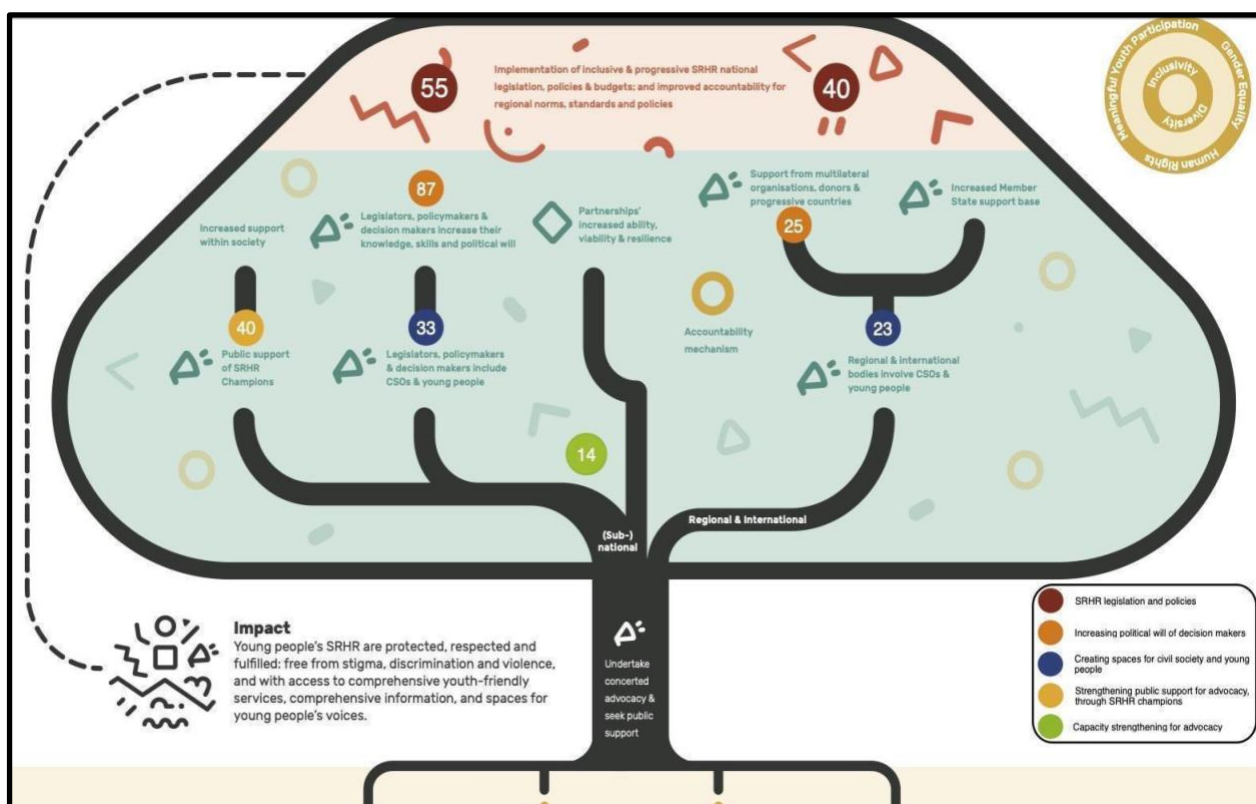 Meaningful Youth Participation
Gender Equality
Human Rights
Inclusivity
Diversity
55
Implementation of inclusive & progressive SRHR national
legislation, policies & budgets; and improved accountability for
regional norms, standards and policies
40
87
Increased support
within society
Legislators, policymakers &
decision makers increase their
knowledge, skills and political will
Partnerships'
increased ability,
viability & resilience
Support from multilateral
organisations, donors &
progressive countries
25
Increased Member
State support base
40
Public support
of SRHR
Champions
33
Legislators, policymakers
& decision makers include
CSOs & young people
Accountability
mechanism
23
Regional & international
bodies involve CSOs &
young people
14
(Sub-)
national
Regional & International
Impact
Young people's SRHR are protected, respected and
fulfilled: free from stigma, discrimination and violence,
and with access to comprehensive youth-friendly
services, comprehensive information, and spaces for
young people's voices.
Undertake
concerted
advocacy &
seek public
support
SRHR legislation and policies
Increasing political will of decision makers
Creating spaces for civil society and young
people
Strengthening public support for advocacy,
through SRHR champions
Capacity strengthening for advocacy